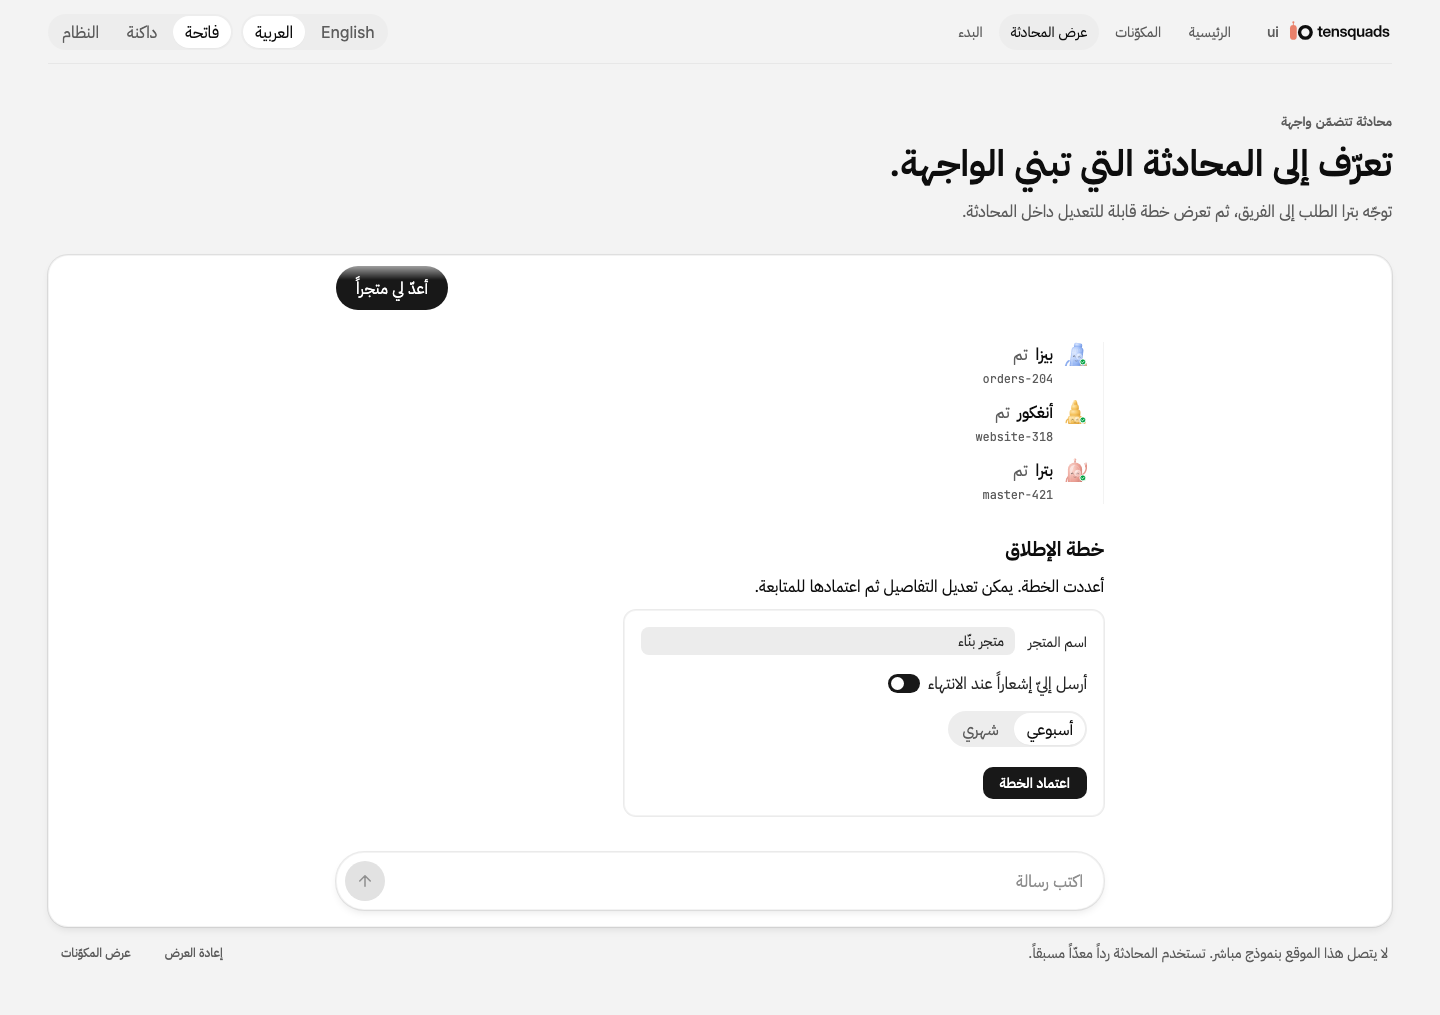 tensquads ui
الرئيسية
المكوّنات
عرض المحادثة
البدء
English
العربية
فاتحة
داكنة
النظام
محادثة تتضمّن واجهة
تعرّف إلى المحادثة التي تبني الواجهة.
توجّه بترا الطلب إلى الفريق، ثم تعرض خطة قابلة للتعديل داخل المحادثة.
أعدّ لي متجراً
بيزا تم
orders-204
أنغكور تم
website-318
بترا تم
master-421
خطة الإطلاق
أعددت الخطة. يمكن تعديل التفاصيل ثم اعتمادها للمتابعة.
اسم المتجر
متجر بنّاء
أرسل إليّ إشعاراً عند الانتهاء
أسبوعي
شهري
اعتماد الخطة
اكتب رسالة
لا يتصل هذا الموقع بنموذج مباشر. تستخدم المحادثة رداً معدّاً مسبقاً.
إعادة العرض
عرض المكوّنات